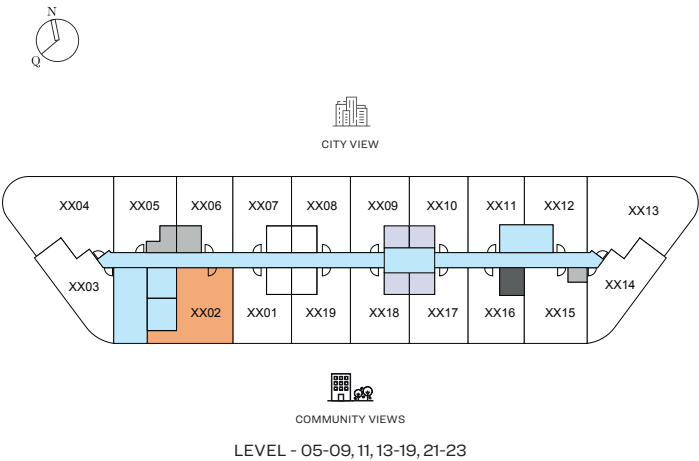 N
Q
CITY VIEW
XX04 XX05 XX06 XX07 XX08 XX09 XX10 XX11 XX12 XX13
XX03 XX14
XX02 XX01 XX19 XX18 XX17 XX16 XX15
COMMUNITY VIEWS
LEVEL - 05-09, 11, 13-19, 21-23